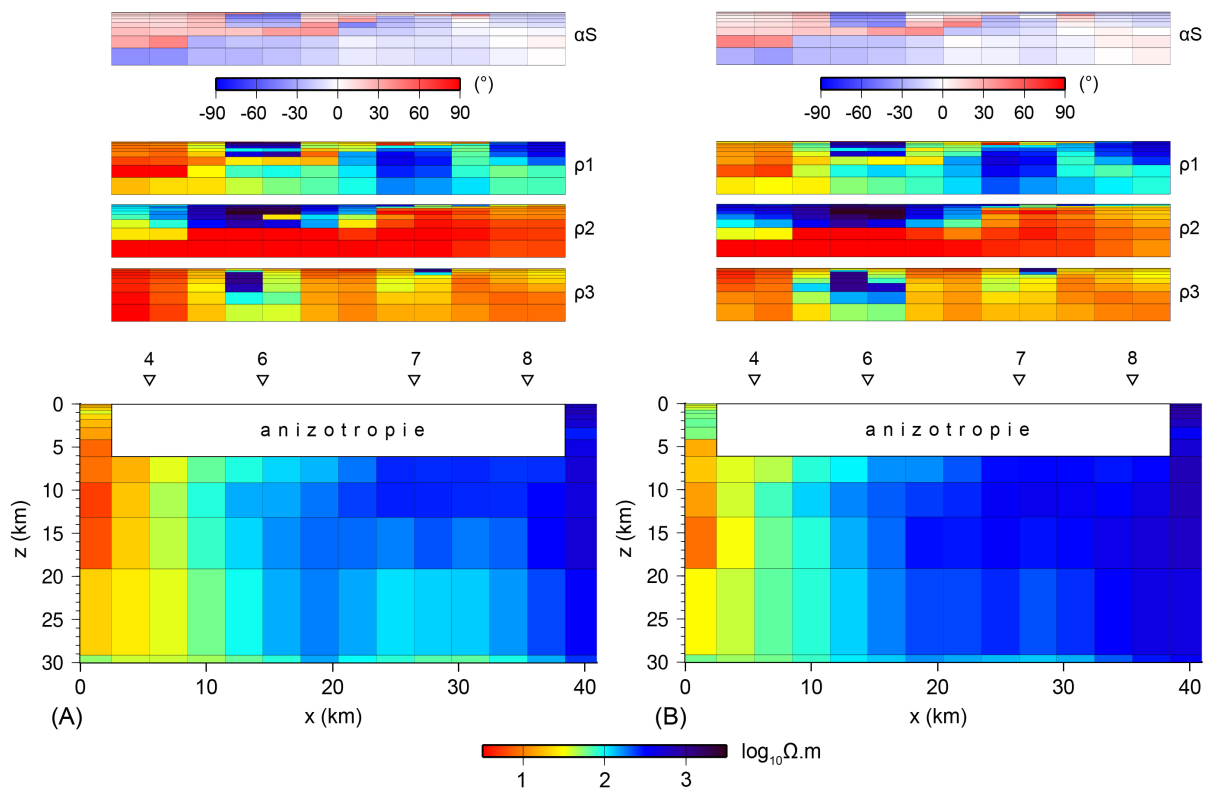 αS
αS
(°)
-90 -60 -30 0 30 60 90
(°)
-90 -60 -30 0 30 60 90
ρ1
ρ1
ρ2
ρ2
ρ3
ρ3
4 6 7 8
4 6 7 8
0
5
10
15
20
25
30
z (km)
anizotropie
0 10 20 30 40
(A)
x (km)
0
5
10
15
20
25
30
z (km)
anizotropie
0 10 20 30 40
(B)
x (km)
log10Ω.m
1 2 3